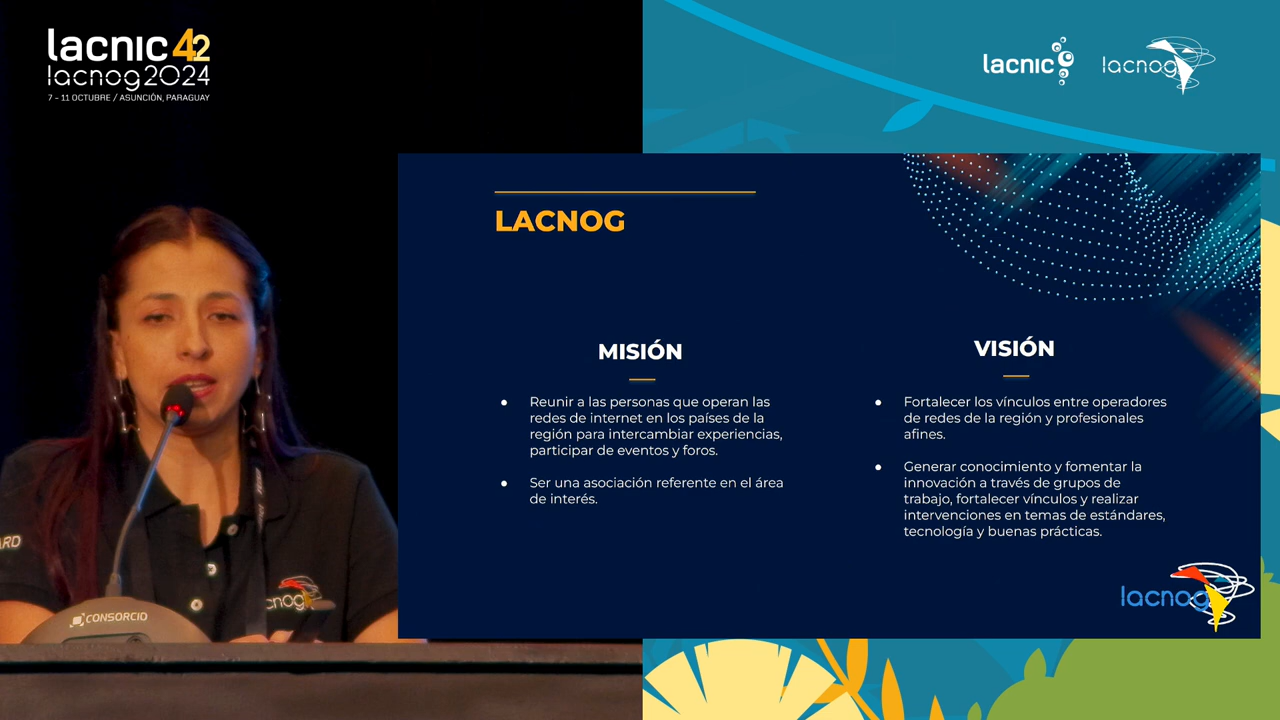 lacnic 42
lacnog2024
7 - 11 OCTUBRE / ASUNCIÓN, PARAGUAY
lacnic
lacnog
LACNOG
MISIÓN
● Reunir a las personas que operan las
redes de internet en los países de la
región para intercambiar experiencias,
participar de eventos y foros.
● Ser una asociación referente en el área
de interés.
VISIÓN
● Fortalecer los vínculos entre operadores
de redes de la región y profesionales
afines.
● Generar conocimiento y fomentar la
innovación a través de grupos de
trabajo, fortalecer vínculos y realizar
intervenciones en temas de estándares,
tecnología y buenas prácticas.
lacnog
ARD
cnog
CONSORCIO